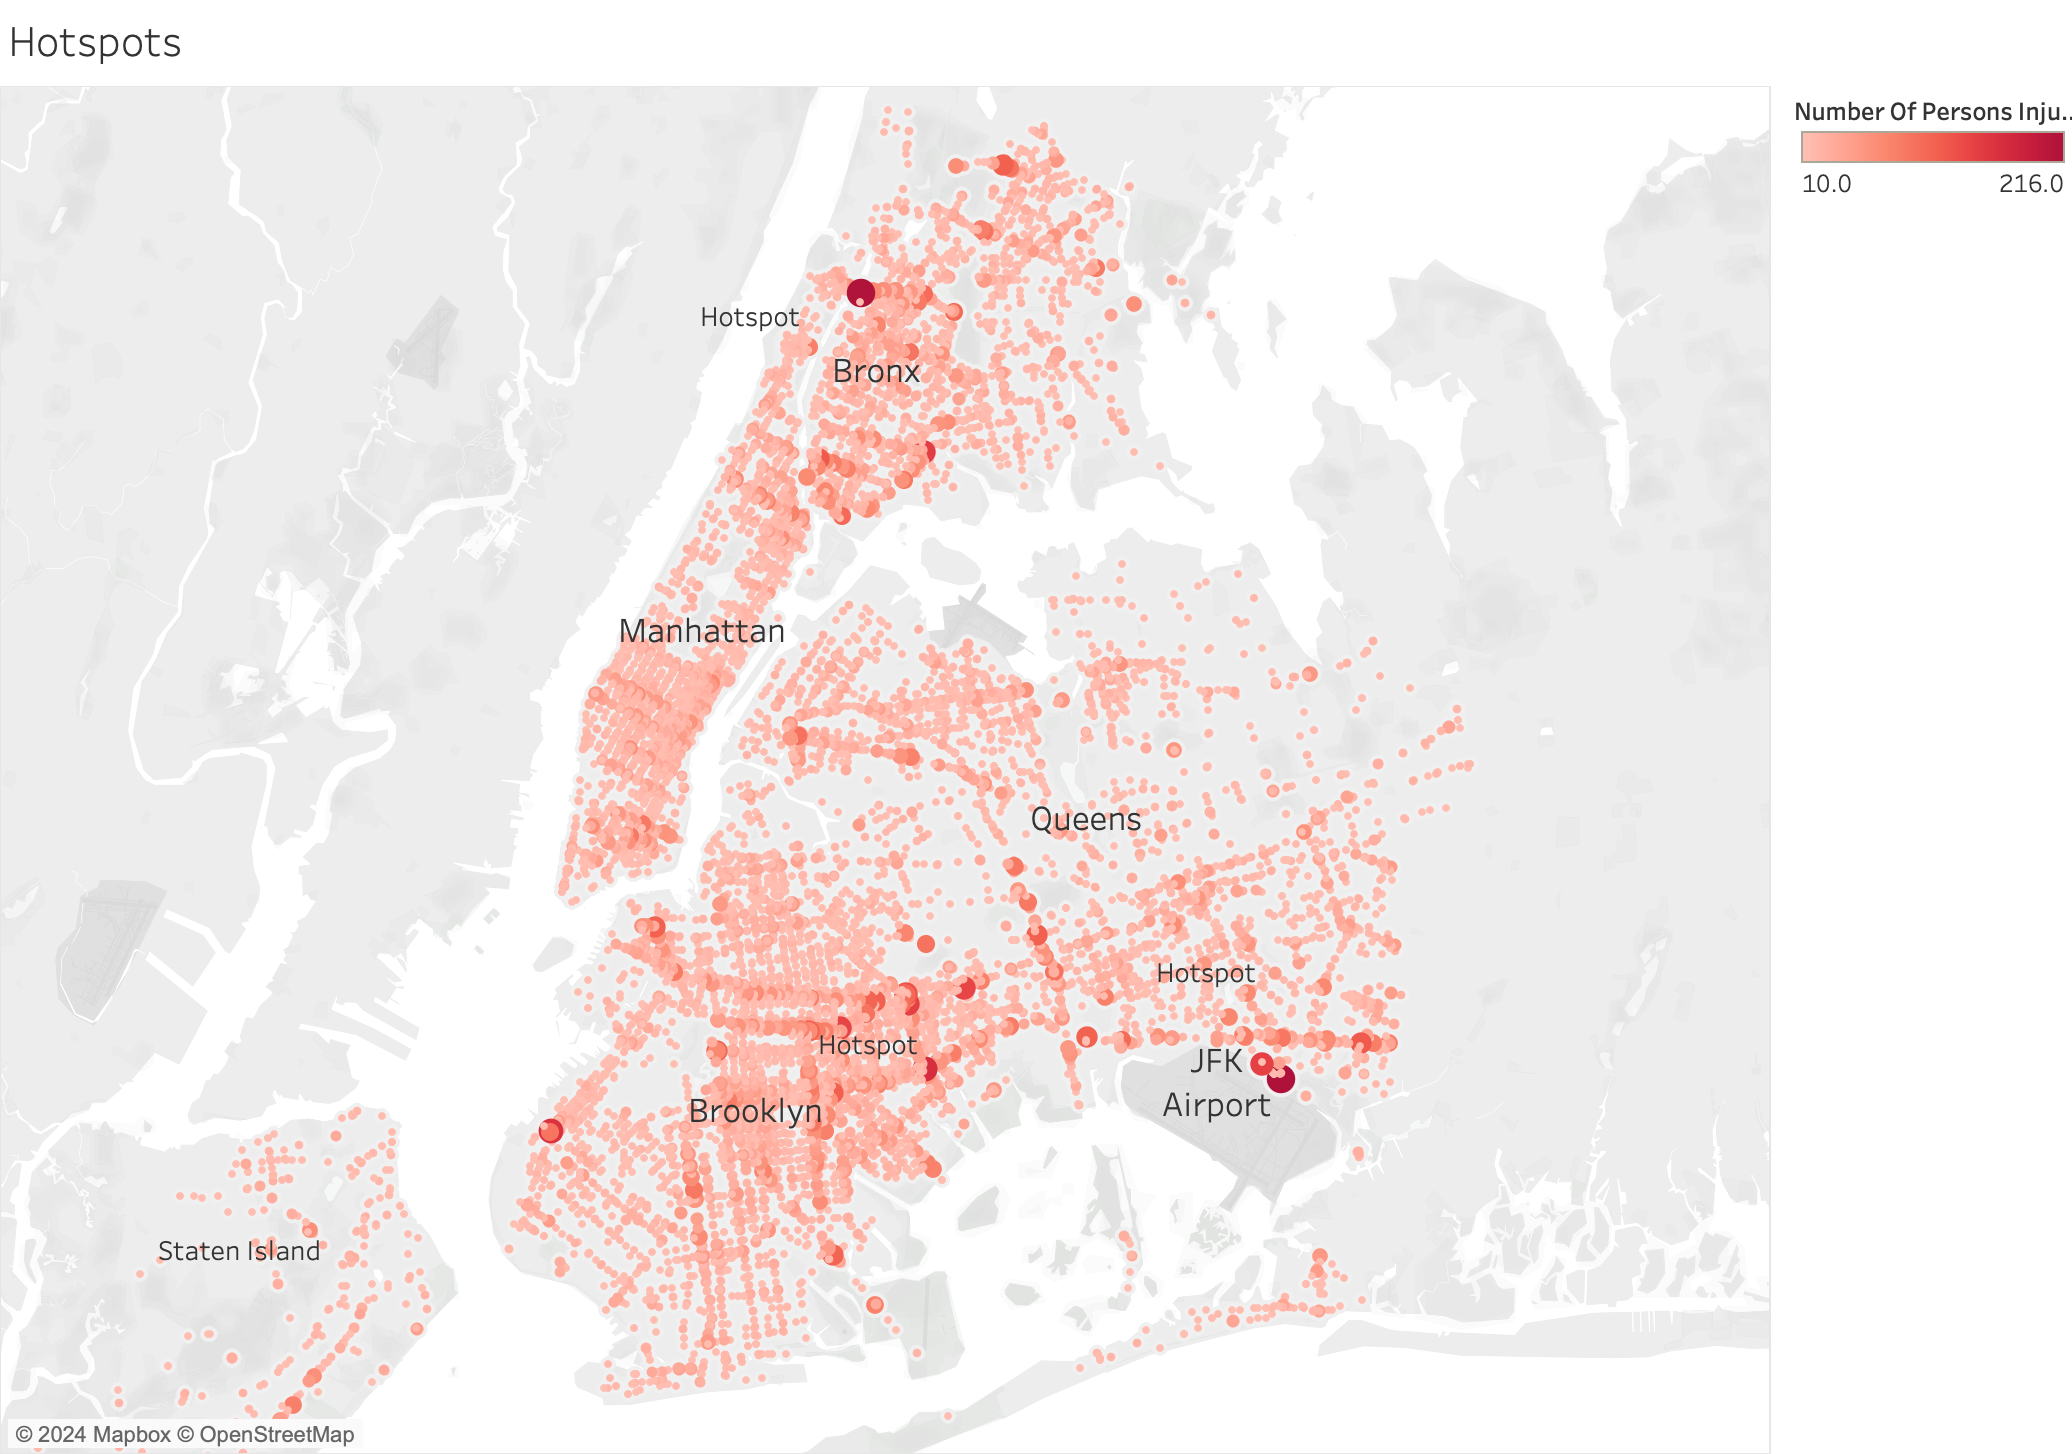 Hotspots
Number Of Persons Inju..
10.0
216.0
Hotspot
Bronx
Manhattan
Queens
Hotspot
Hotspot
JFK
Airport
Brooklyn
Staten Island
© 2024 Mapbox © OpenStreetMap